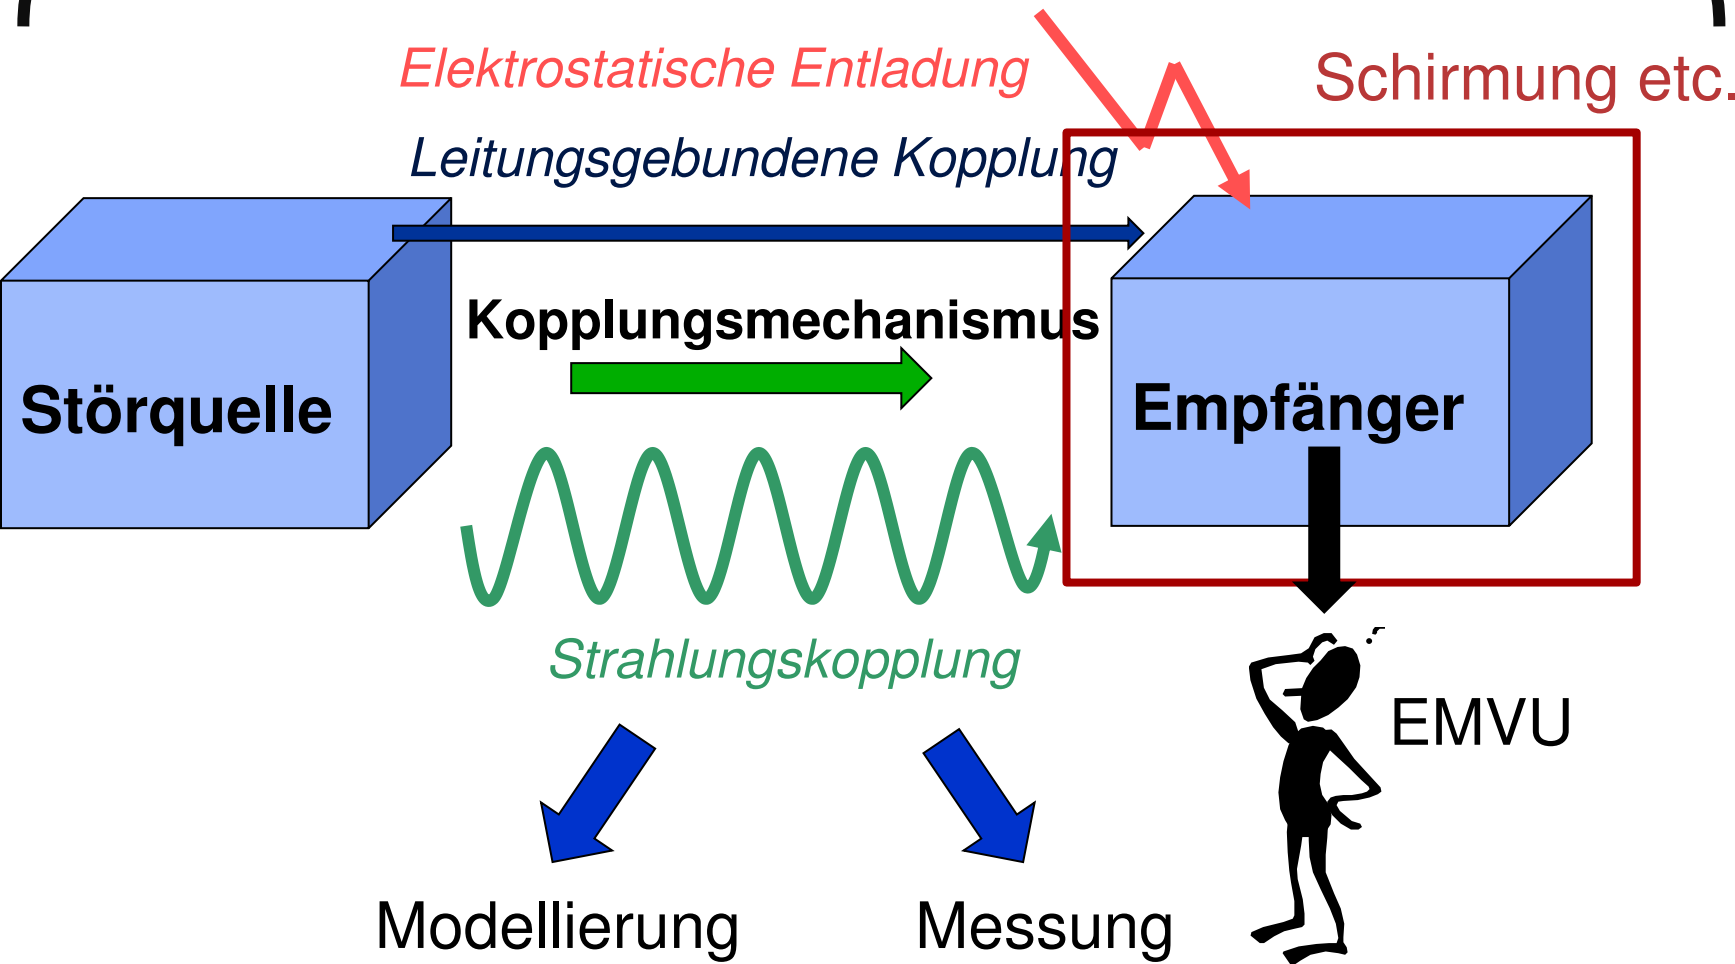 Elektrostatische Entladung
Schirmung etc.
Leitungsgebundene Kopplung
Kopplungsmechanismus
Störquelle
Empfänger
Strahlungskopplung
EMVU
Modellierung
Messung